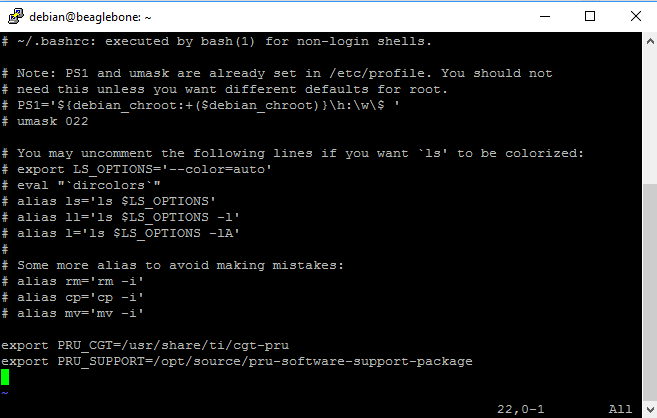 debian@beaglebone: ~
# ~/.bashrc: executed by bash(1) for non-login shells.
# Note: PS1 and umask are already set in /etc/profile. You should not
# need this unless you want different defaults for root.
# PS1='${debian_chroot:+($debian_chroot)}\h:\w\$ '
# umask 022
# You may uncomment the following lines if you want `ls' to be colorized:
# export LS_OPTIONS='--color=auto'
# eval "`dircolors`"
# alias ls='ls $LS_OPTIONS'
# alias ll='ls $LS_OPTIONS -l'
# alias l='ls $LS_OPTIONS -lA'
#
# Some more alias to avoid making mistakes:
# alias rm='rm -i'
# alias cp='cp -i'
# alias mv='mv -i'
export PRU_CGT=/usr/share/ti/cgt-pru
export PRU_SUPPORT=/opt/source/pru-software-support-package
~
22,0-1 All